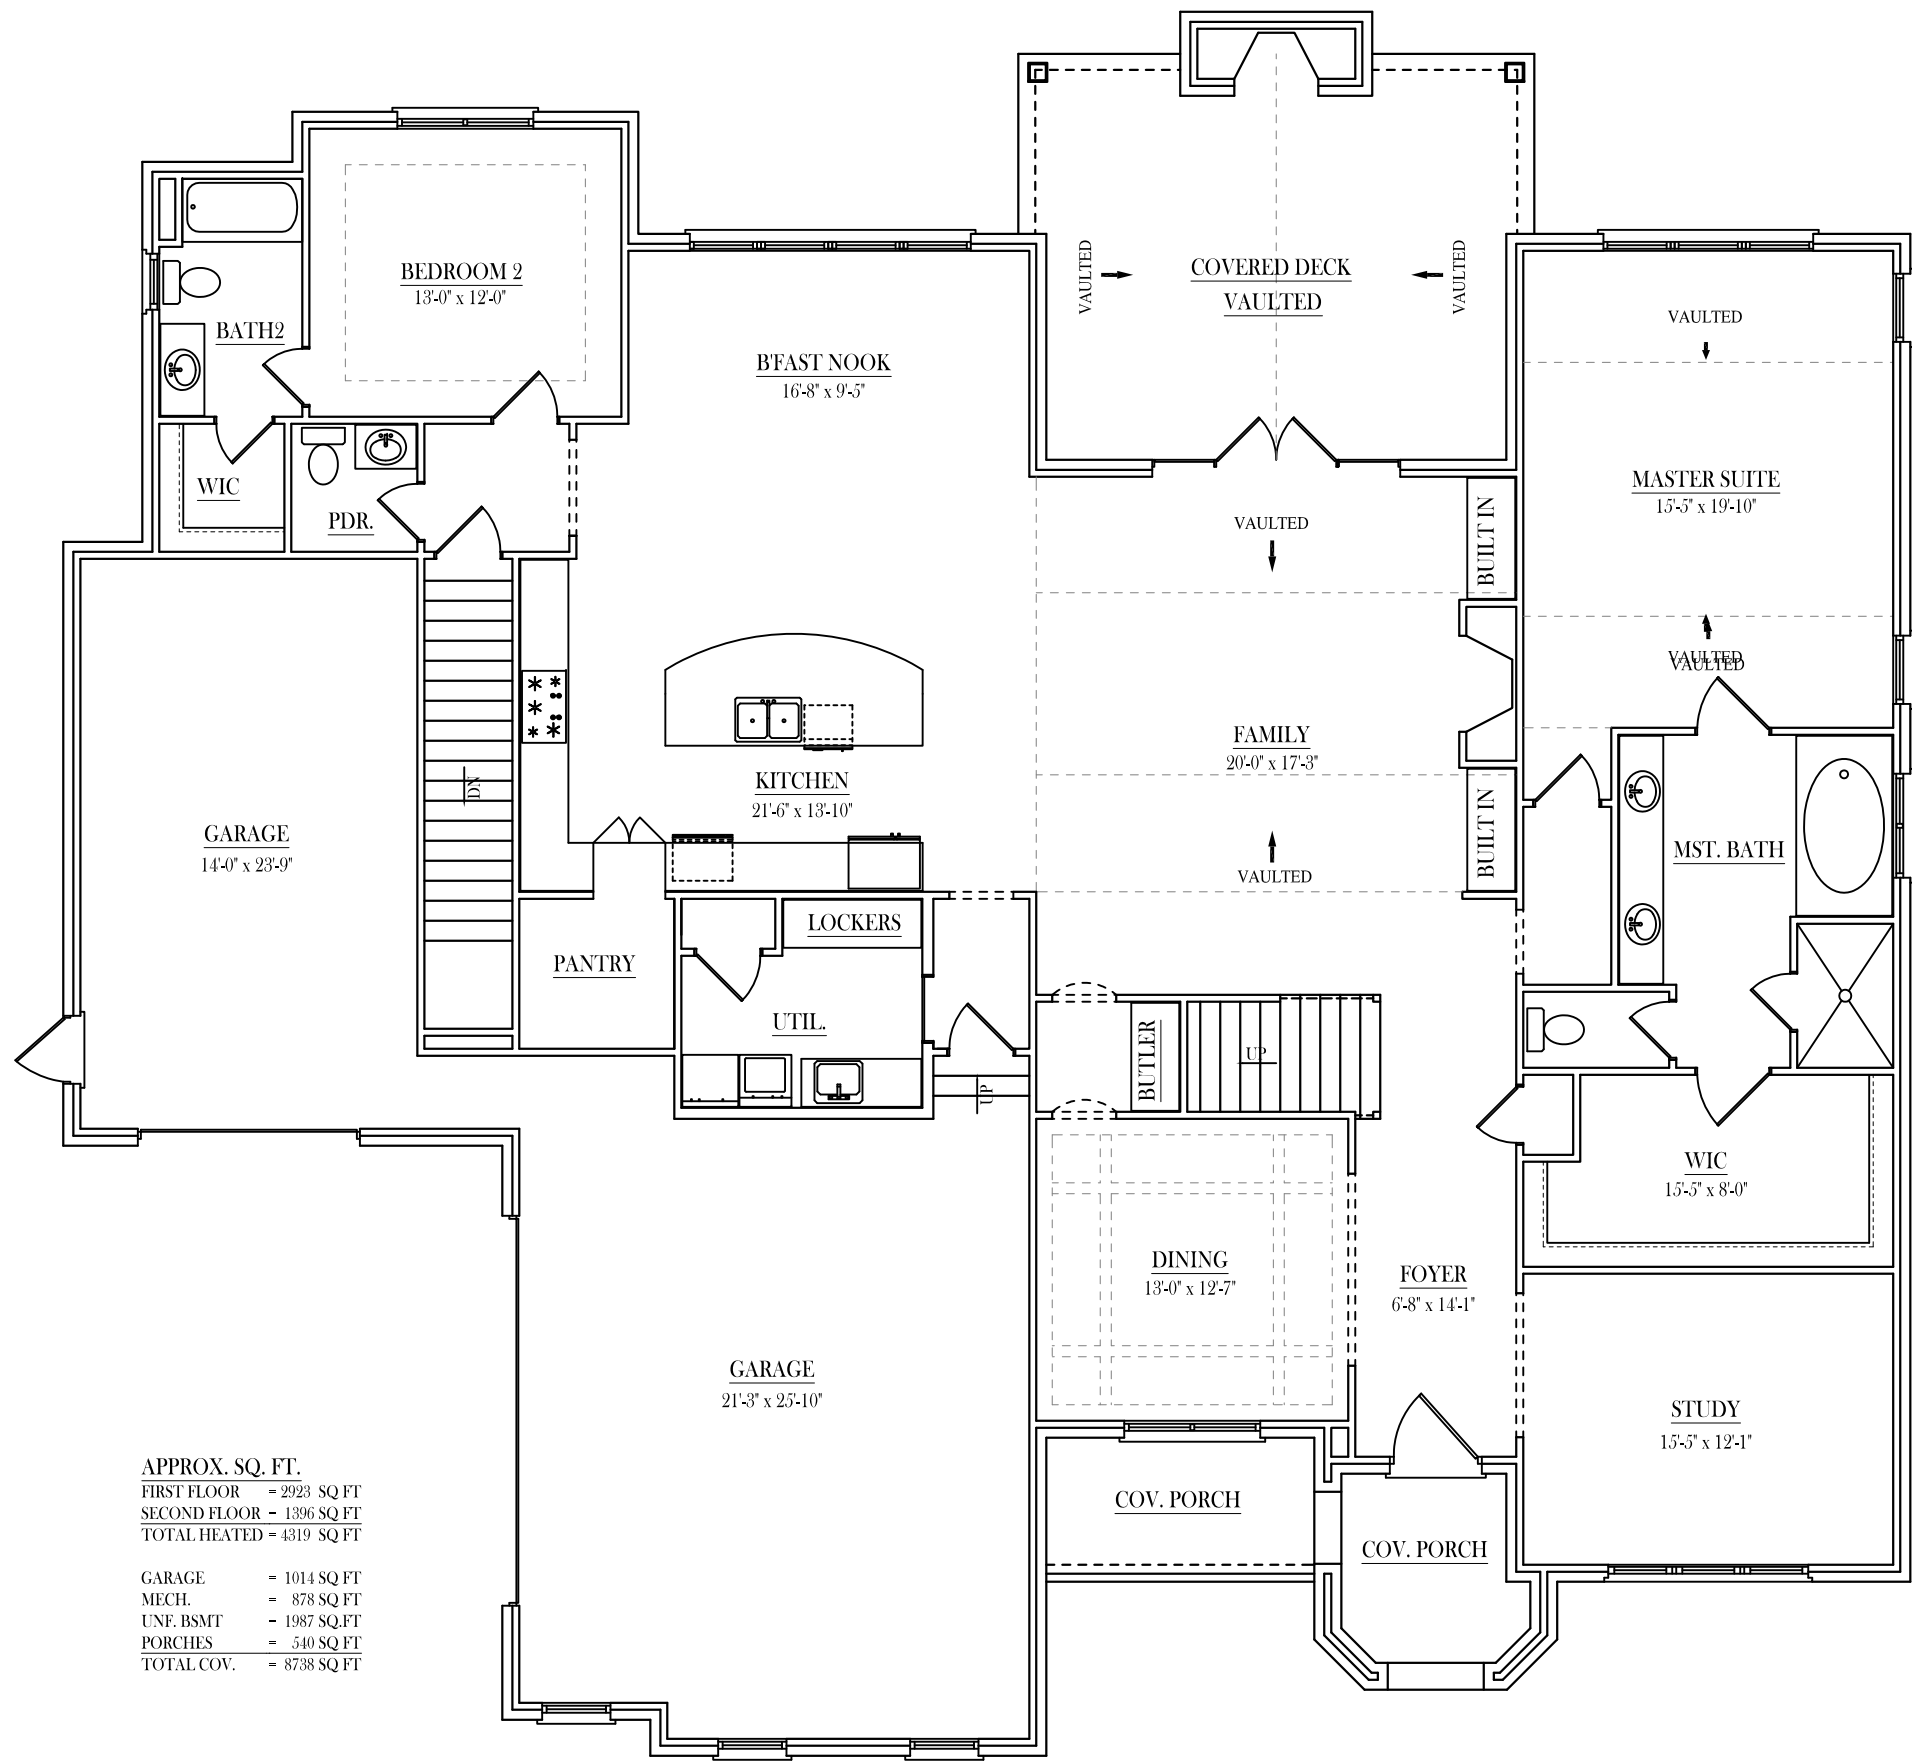 BEDROOM 2
13'-0" x 12'-0"
BATH2
WIC
PDR.
B'FAST NOOK
16'-8" x 9'-5"
VAULTED
COVERED DECK
VAULTED
VAULTED
VAULTED
MASTER SUITE
15'-5" x 19'-10"
VAULTED
VAULTED
VAULTED
BUILT IN
FAMILY
20'-0" x 17'-3"
BUILT IN
VAULTED
KITCHEN
21'-6" x 13'-10"
DN
GARAGE
14'-0" x 23'-9"
MST. BATH
LOCKERS
PANTRY
UTIL.
UP
BUTLER
UP
WIC
15'-5" x 8'-0"
DINING
13'-0" x 12'-7"
FOYER
6'-8" x 14'-1"
GARAGE
21'-3" x 25'-10"
STUDY
15'-5" x 12'-1"
COV. PORCH
COV. PORCH
APPROX. SQ. FT.
FIRST FLOOR = 2923 SQ FT
SECOND FLOOR = 1396 SQ FT
TOTAL HEATED = 4319 SQ FT
GARAGE = 1014 SQ FT
MECH. = 878 SQ FT
UNF. BSMT = 1987 SQ.FT
PORCHES = 540 SQ FT
TOTAL COV. = 8738 SQ FT